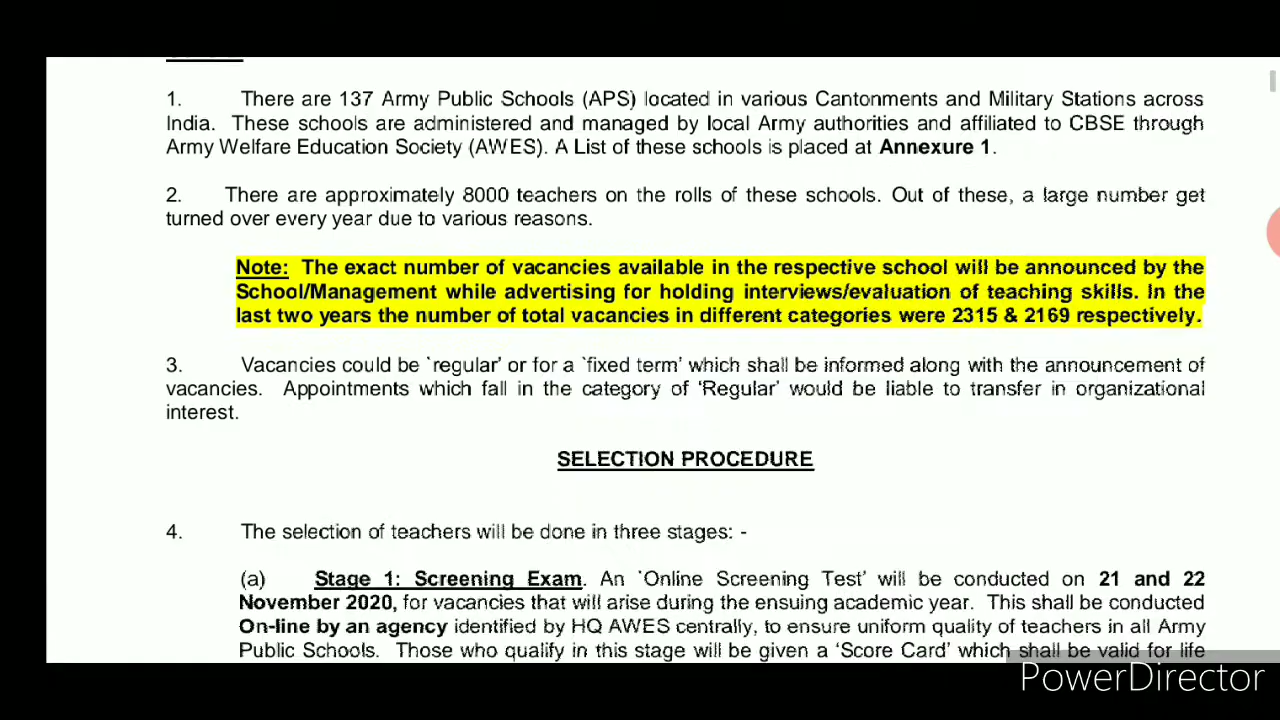 1. There are 137 Army Public Schools (APS) located in various Cantonments and Military Stations across
India. These schools are administered and managed by local Army authorities and affiliated to CBSE through
Army Welfare Education Society (AWES). A List of these schools is placed at Annexure 1.
2. There are approximately 8000 teachers on the rolls of these schools. Out of these, a large number get
turned over every year due to various reasons.
Note: The exact number of vacancies available in the respective school will be announced by the
School/Management while advertising for holding interviews/evaluation of teaching skills. In the
last two years the number of total vacancies in different categories were 2315 & 2169 respectively.
3. Vacancies could be `regular' or for a `fixed term' which shall be informed along with the announcement of
vacancies. Appointments which fall in the category of 'Regular' would be liable to transfer in organizational
interest.
SELECTION PROCEDURE
4. The selection of teachers will be done in three stages: -
(a) Stage 1: Screening Exam. An `Online Screening Test' will be conducted on 21 and 22
November 2020, for vacancies that will arise during the ensuing academic year. This shall be conducted
On-line by an agency identified by HQ AWES centrally, to ensure uniform quality of teachers in all Army
Public Schools. Those who qualify in this stage will be given a 'Score Card' which shall be valid for life
PowerDirector